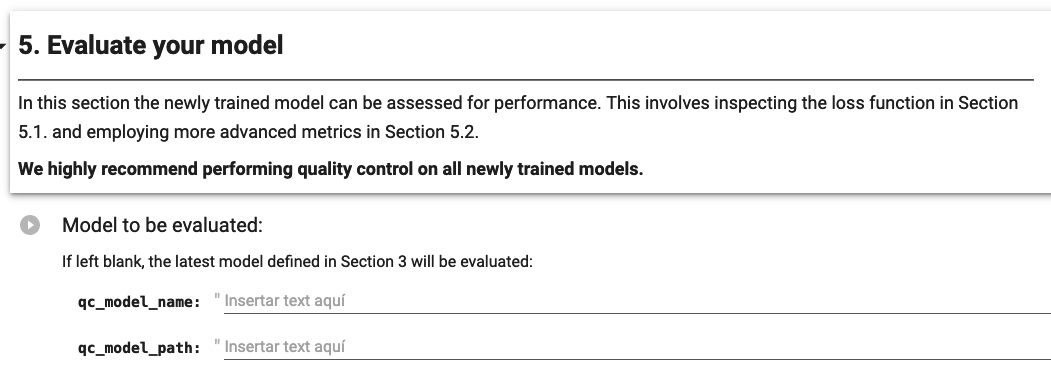 5. Evaluate your model
In this section the newly trained model can be assessed for performance. This involves inspecting the loss function in Section
5.1. and employing more advanced metrics in Section 5.2.
We highly recommend performing quality control on all newly trained models.
Model to be evaluated:
If left blank, the latest model defined in Section 3 will be evaluated:
qc_model_name: " Insertar text aquí
qc_model_path: " Insertar text aquí